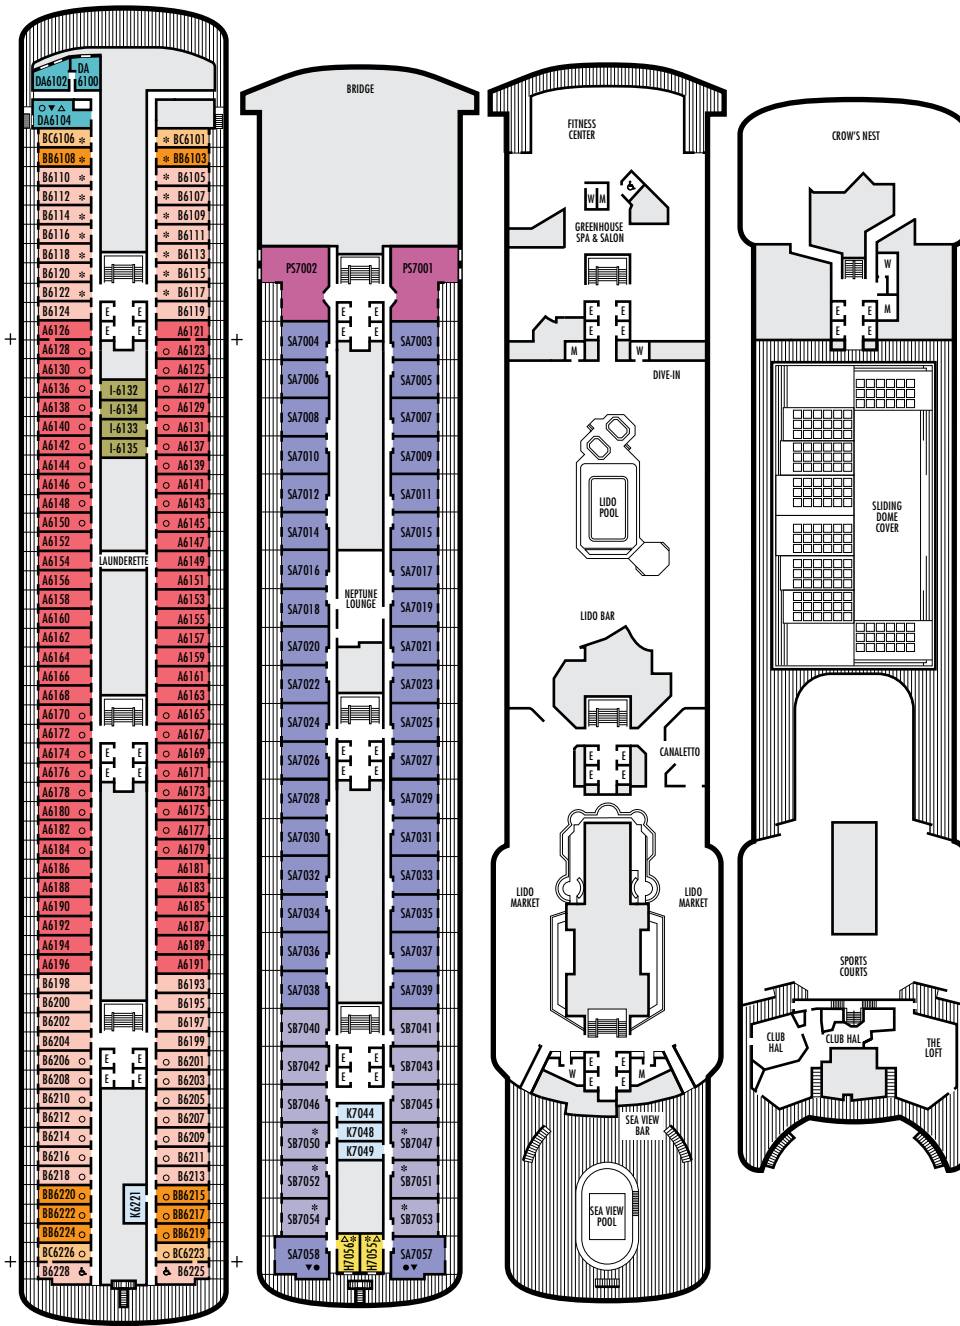 DA6102
DA
6100
DA6104
BC6106
BB6108
B6110
B6112
B6114
B6116
B6118
B6120
B6122
B6124
A6126
A6128
A6130
A6136
A6138
A6140
A6142
A6144
A6146
A6148
A6150
A6152
A6154
A6156
A6158
A6160
A6162
A6164
A6166
A6168
A6170
A6172
A6174
A6176
A6178
A6180
A6182
A6184
A6186
A6188
A6190
A6192
A6194
A6196
B6198
B6200
B6202
B6204
B6206
B6208
B6210
B6212
B6214
B6216
B6218
BB6220
BB6222
BB6224
BC6226
B6228
E E
E E
I-6132
I-6134
I-6133
I-6135
LAUNDERETTE
E E
E E
E E
E E
K6221
BC6101
BB6103
B6105
B6107
B6109
B6111
B6113
B6115
B6117
B6119
A6121
A6123
A6125
A6127
A6129
A6131
A6137
A6139
A6141
A6143
A6145
A6147
A6149
A6151
A6153
A6155
A6157
A6159
A6161
A6163
A6165
A6167
A6169
A6171
A6173
A6175
A6177
A6179
A6181
A6183
A6185
A6187
A6189
A6191
B6193
B6195
B6197
B6199
B6201
B6203
B6205
B6207
B6209
B6211
B6213
BB6215
BB6217
BB6219
BC6223
B6225
BRIDGE
PS7002
SA7004
SA7006
SA7008
SA7010
SA7012
SA7014
SA7016
SA7018
SA7020
SA7022
SA7024
SA7026
SA7028
SA7030
SA7032
SA7034
SA7036
SA7038
SB7040
SB7042
SB7046
SB7050
SB7052
SB7054
SA7058
E E
E E
NEPTUNE
LOUNGE
E E
E E
E E
E E
K7044
K7048
K7049
H7056
H7055
PS7001
SA7003
SA7005
SA7007
SA7009
SA7011
SA7015
SA7017
SA7019
SA7021
SA7023
SA7025
SA7027
SA7029
SA7031
SA7033
SA7035
SA7037
SA7039
SB7041
SB7043
SB7045
SB7047
SB7051
SB7053
SA7057
FITNESS
CENTER
W M
GREENHOUSE
SPA & SALON
E E
E E
M W
DIVE-IN
LIDO
POOL
LIDO BAR
E E
E E
CANALETTO
LIDO
MARKET
LIDO
MARKET
E E
W M
E E
SEA VIEW
BAR
SEA VIEW
POOL
CROW'S NEST
W
M
E E
E E
SLIDING
DOME
COVER
SPORTS
COURTS
CLUB
HAL
CLUB HAL
THE
LOFT